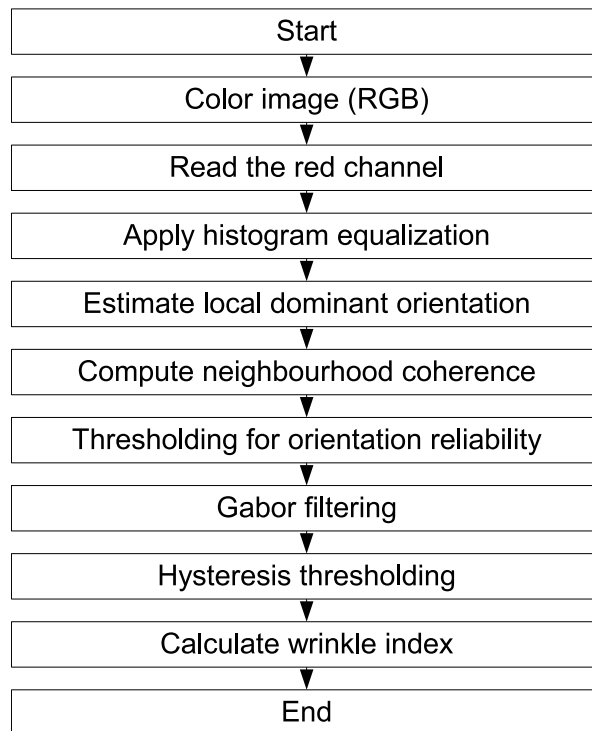 Start
Color image (RGB)
Read the red channel
Apply histogram equalization
Estimate local dominant orientation
Compute neighbourhood coherence
Thresholding for orientation reliability
Gabor filtering
Hysteresis thresholding
Calculate wrinkle index
End